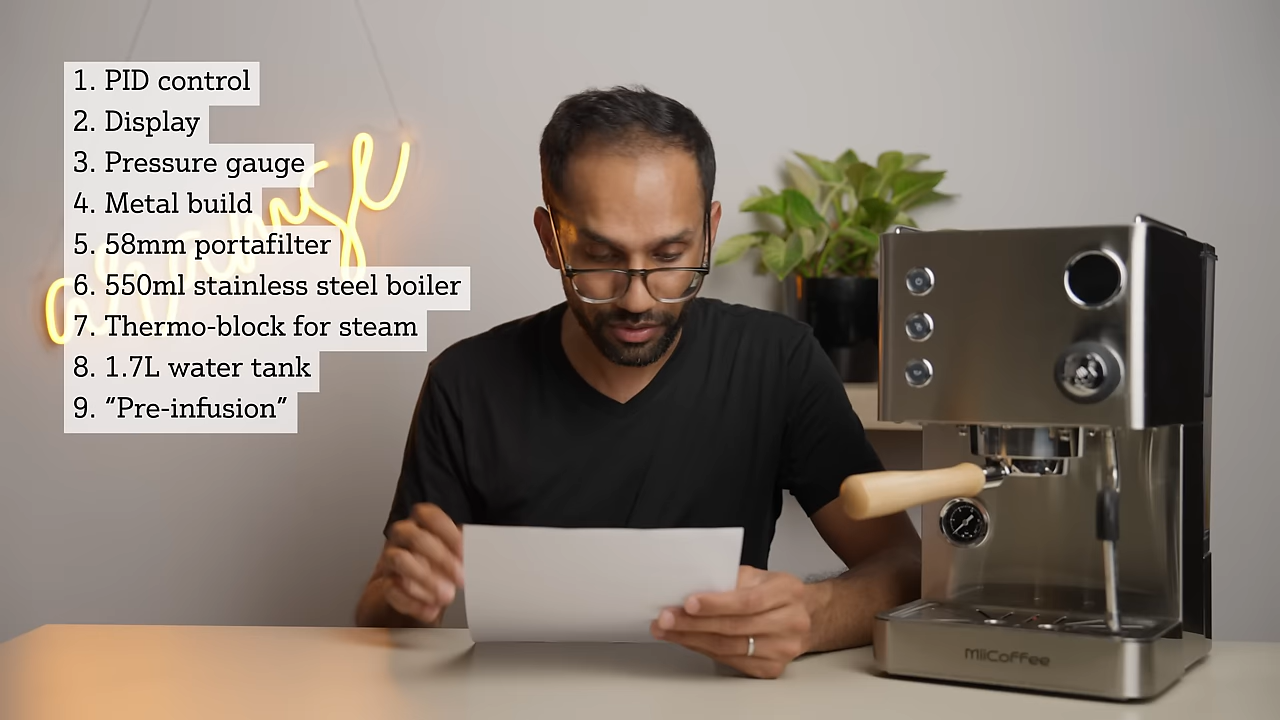 1. PID control
2. Display
3. Pressure gauge
4. Metal build
5. 58mm portafilter
6. 550ml stainless steel boiler
7. Thermo-block for steam
8. 1.7L water tank
9. “Pre-infusion”
MiiCoffee